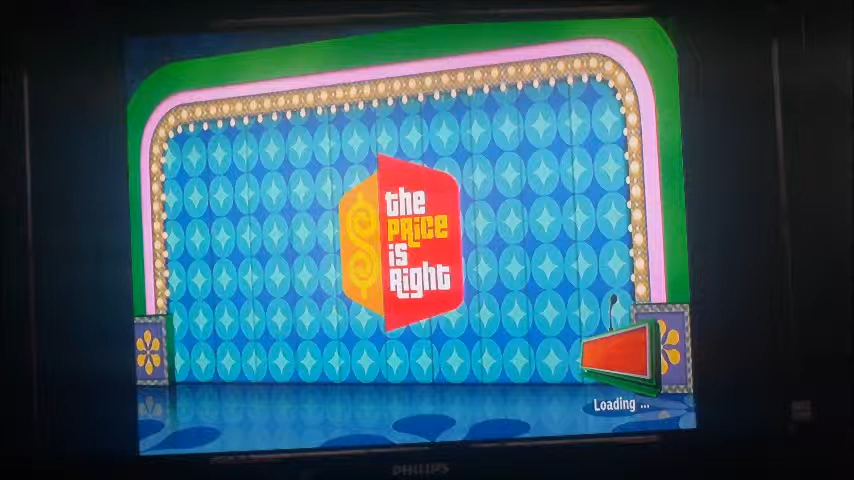 the
PRICE
is
Right
Loading ...
PHILIPS